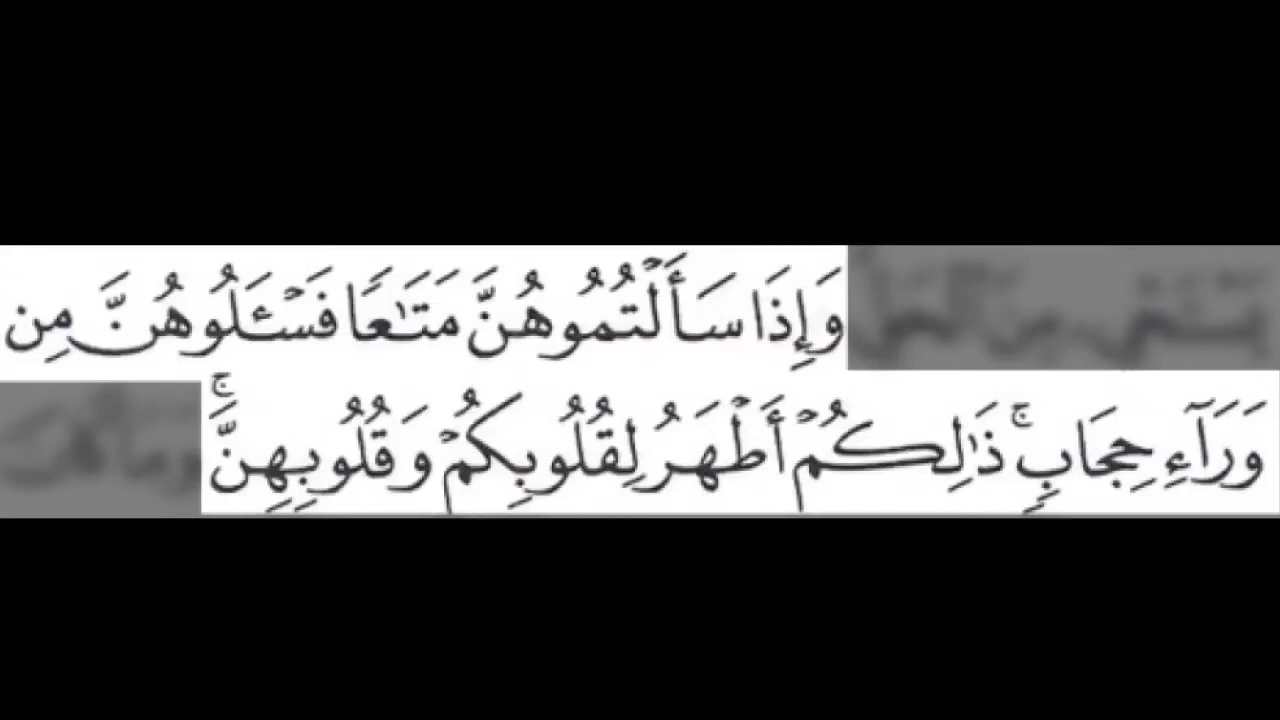 وَإِذَا سَأَلْتُمُوهُنَّ مَتَٰعًا فَسْـَٔلُوهُنَّ مِن
وَرَآءِ حِجَابٍ ۚ ذَٰلِكُمْ أَطْهَرُ لِقُلُوبِكُمْ وَقُلُوبِهِنَّ ۚ